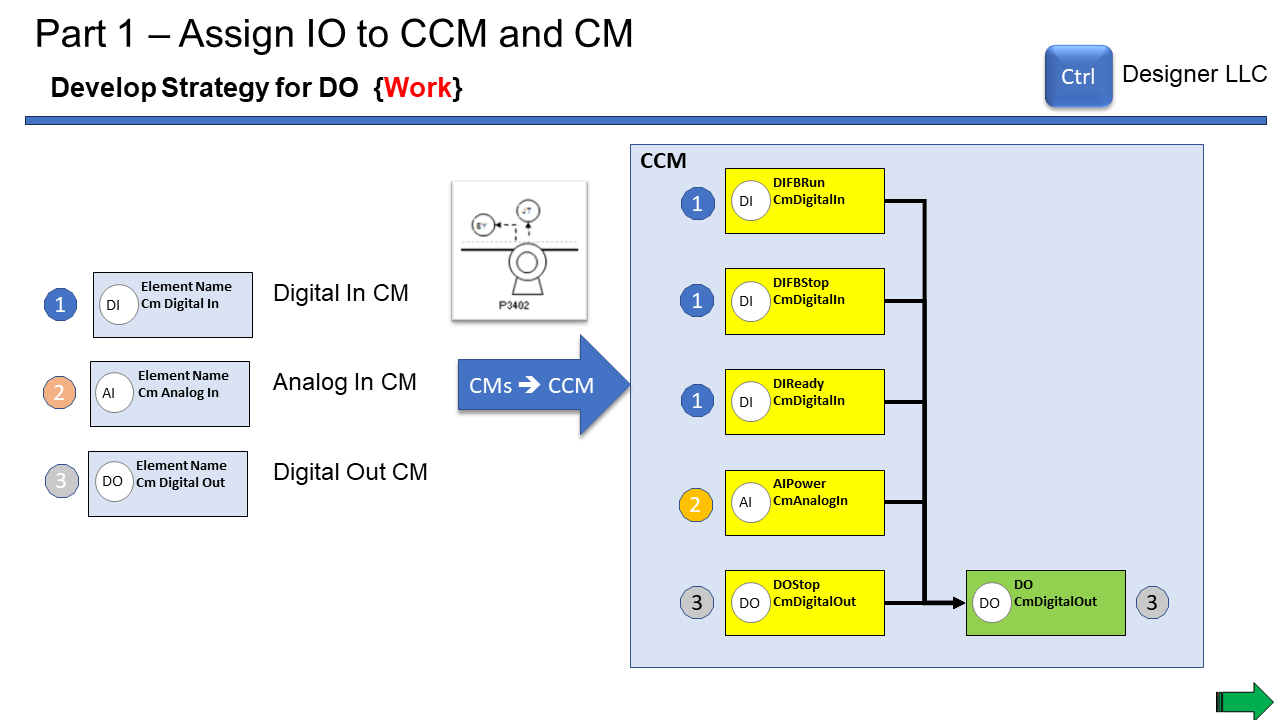 Part 1 – Assign IO to CCM and CM
Develop Strategy for DO {Work}
Ctrl
Designer LLC
1
DI
Element Name
Cm Digital In
Digital In CM
2
AI
Element Name
Cm Analog In
Analog In CM
3
DO
Element Name
Cm Digital Out
Digital Out CM
EY
JT
P3402
CMs ➔ CCM
CCM
1
DI
DIFBRun
CmDigitalIn
1
DI
DIFBStop
CmDigitalIn
1
DI
DIReady
CmDigitalIn
2
AI
AIPower
CmAnalogIn
3
DO
DOStop
CmDigitalOut
DO
DO
CmDigitalOut
3